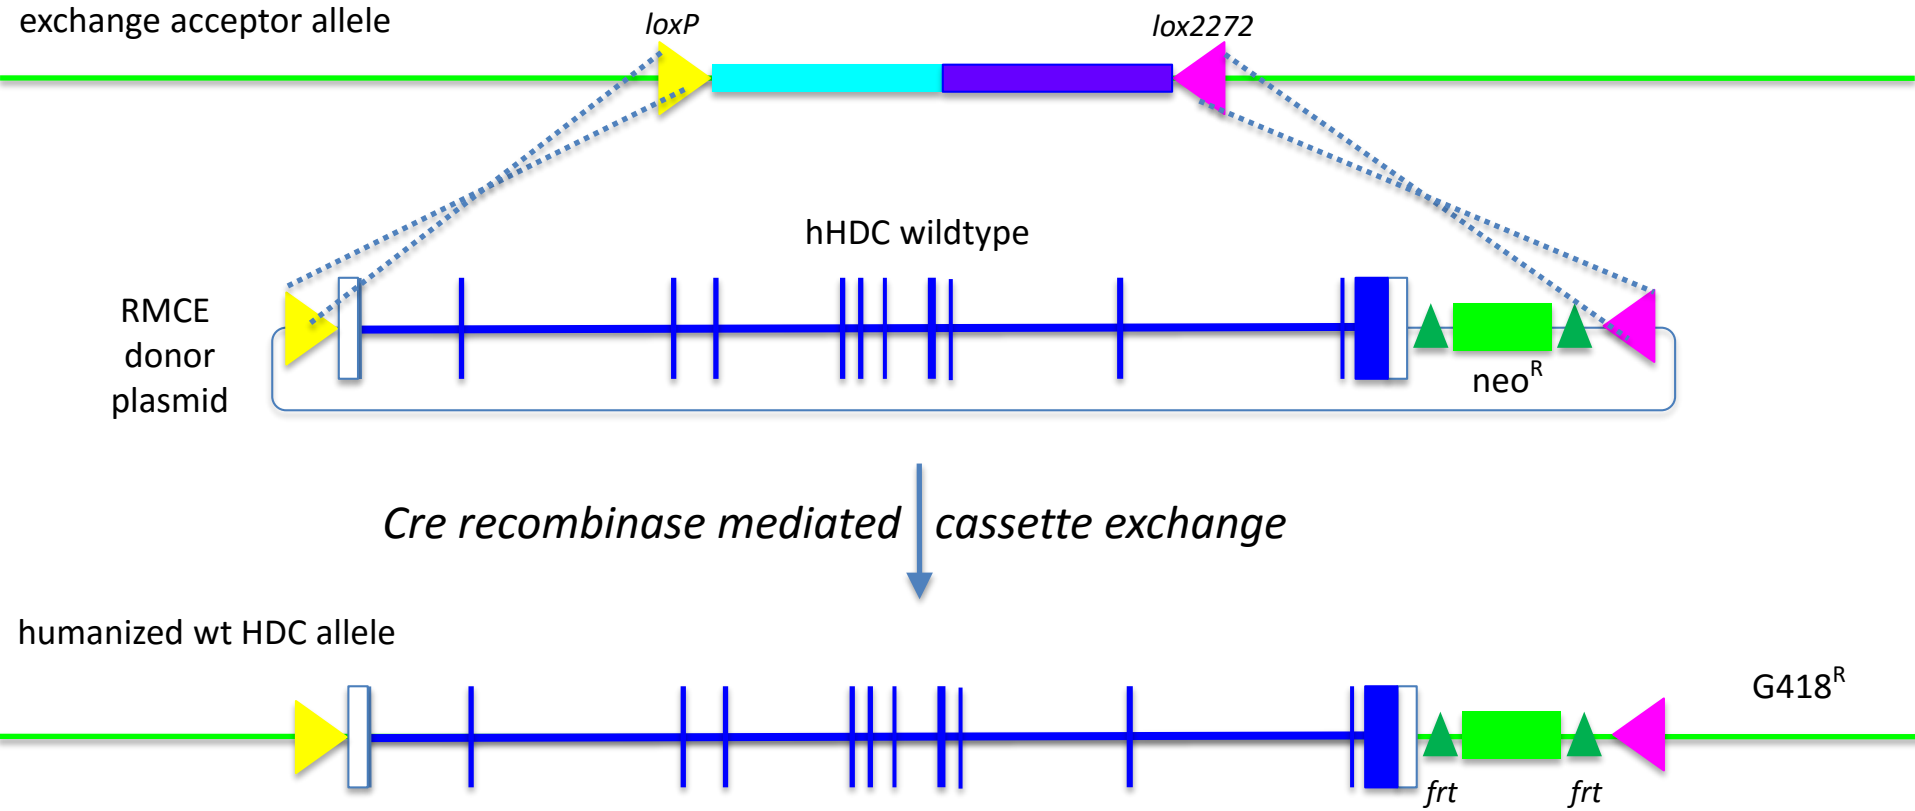 exchange acceptor allele
loxP
lox2272
hHDC wildtype
RMCE
donor
plasmid
neoR
Cre recombinase mediated cassette exchange
humanized wt HDC allele
G418R
frt
frt